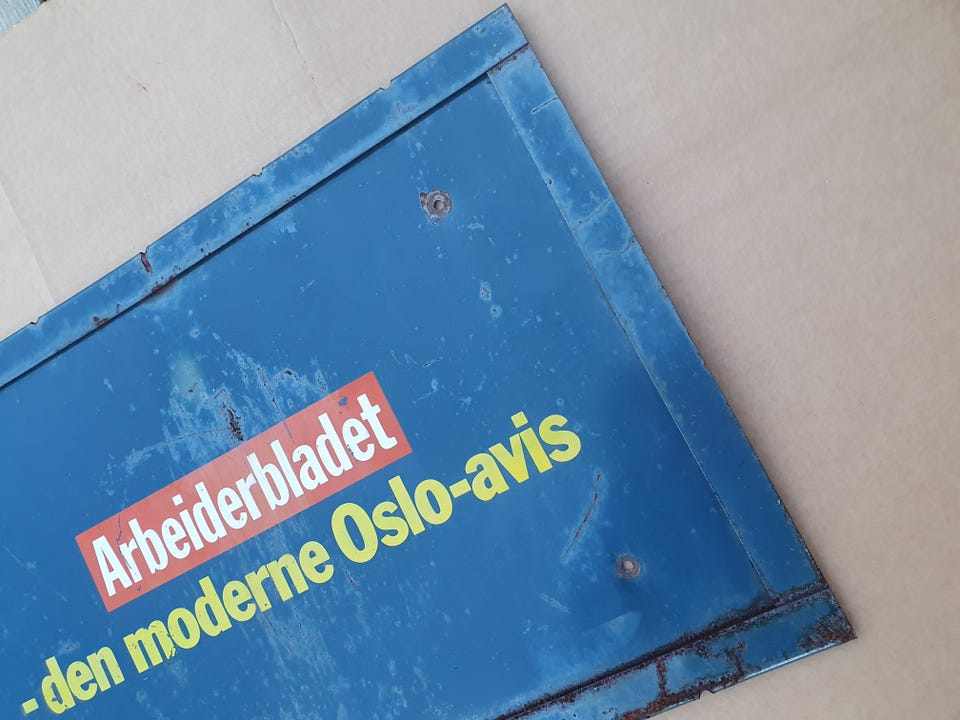 Arbeiderbladet
- den moderne Oslo-avis